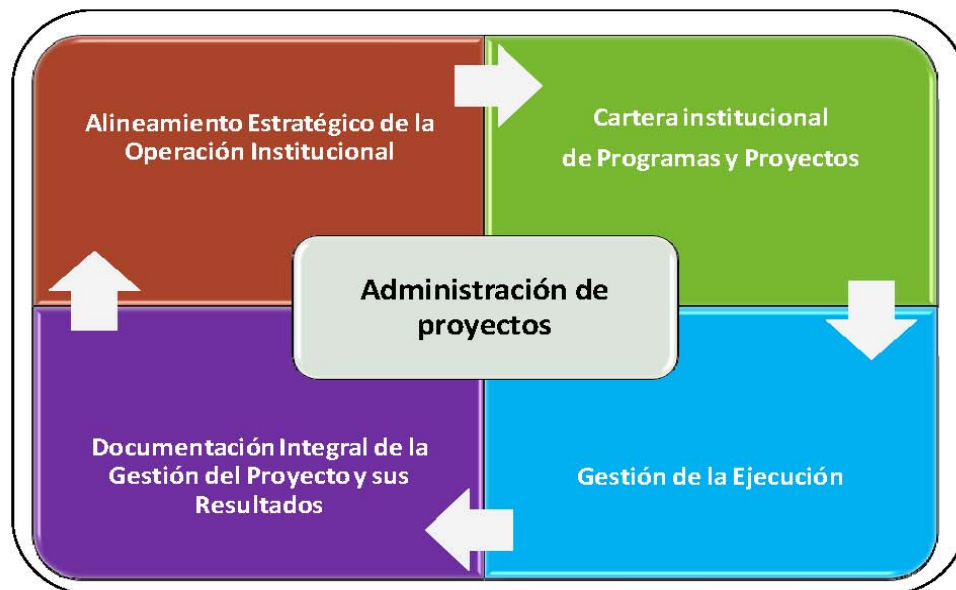 Alineamiento Estratégico de la
Operación Institucional
Cartera institucional
de Programas y Proyectos
Administración de
proyectos
Documentación Integral de la
Gestión del Proyecto y sus
Resultados
Gestión de la Ejecución